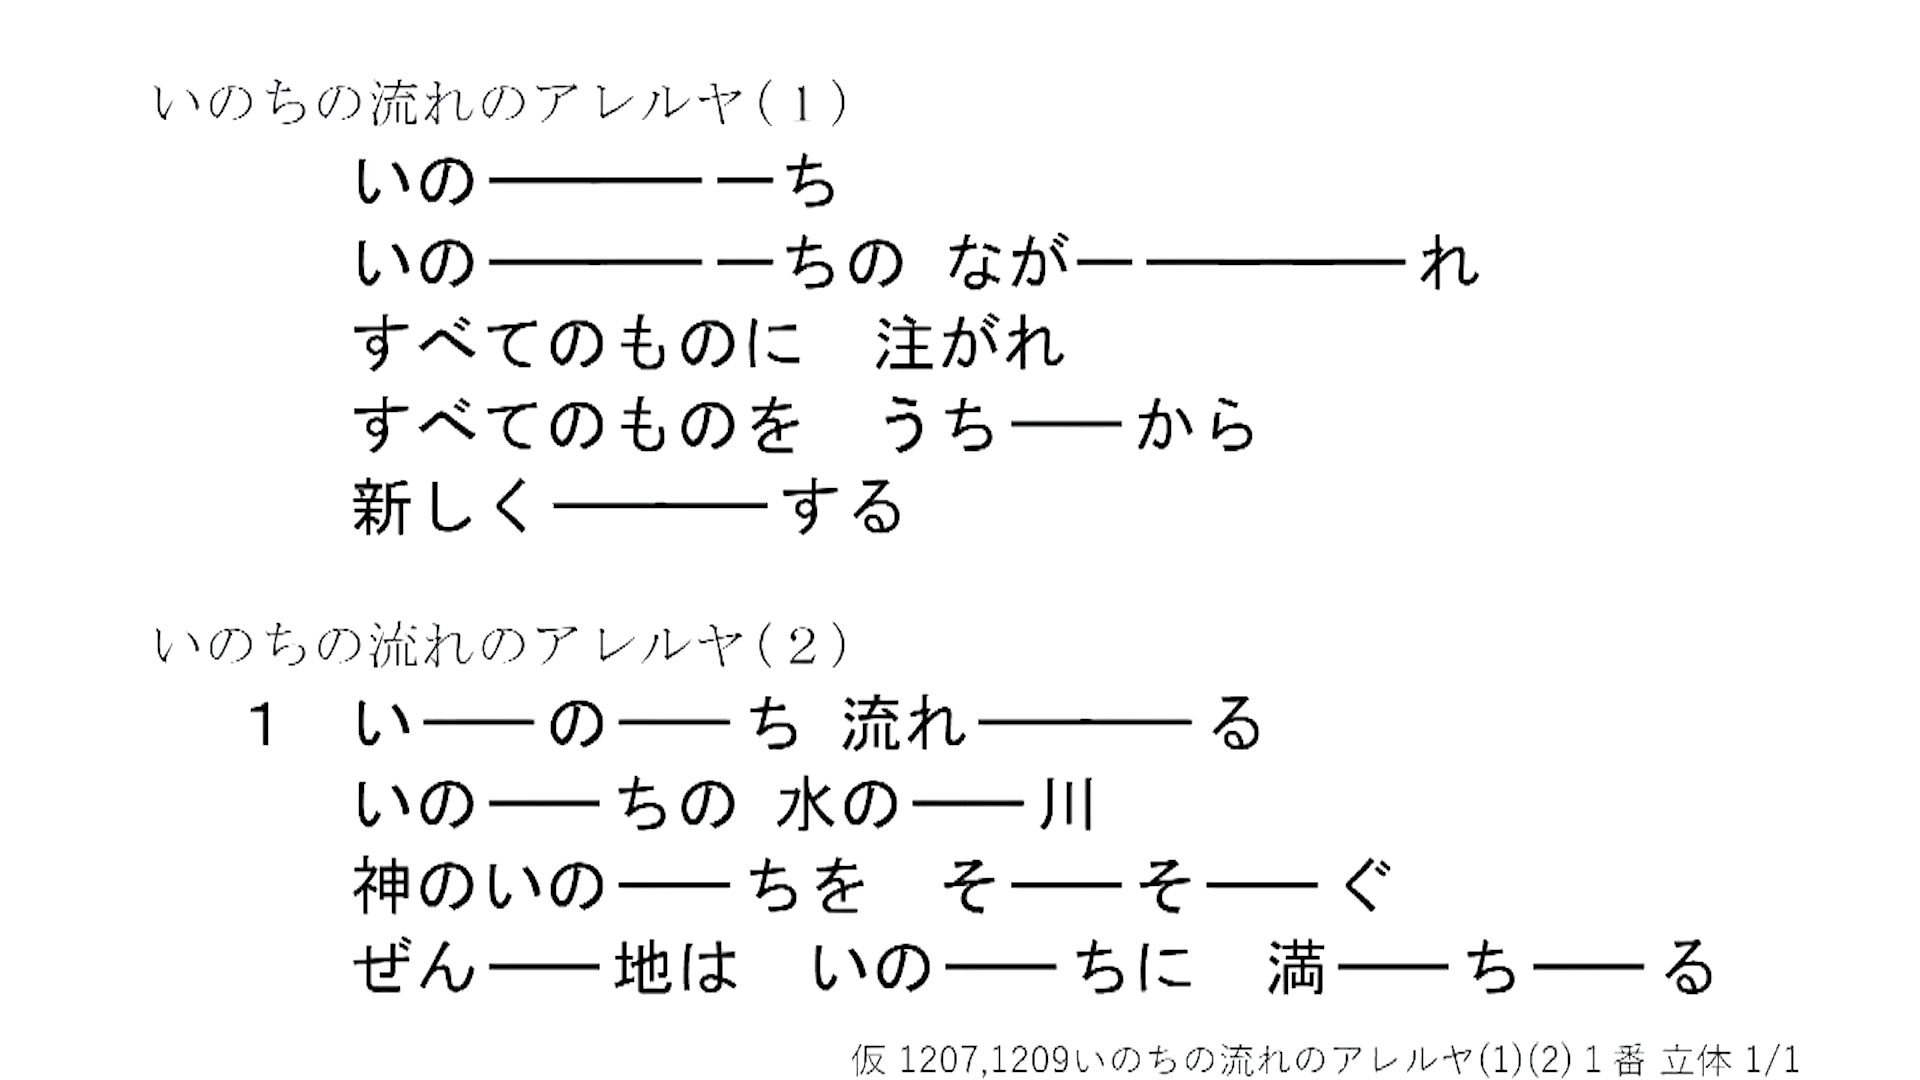 いのちの流れのアレルヤ(１)
いの――――――ち
いの――――――ちの なが―――――――れ
すべてのものに　注がれ
すべてのものを　うち――から
新しく――――する
いのちの流れのアレルヤ(２)
1　い――の――ち 流れ――――る
いの――ちの 水の――川
神のいの――ちを　そ――そ――ぐ
ぜん――地は　いの――ちに　満――ち――る
仮 1207,1209いのちの流れのアレルヤ(1)(2) 1 番 立体 1/1